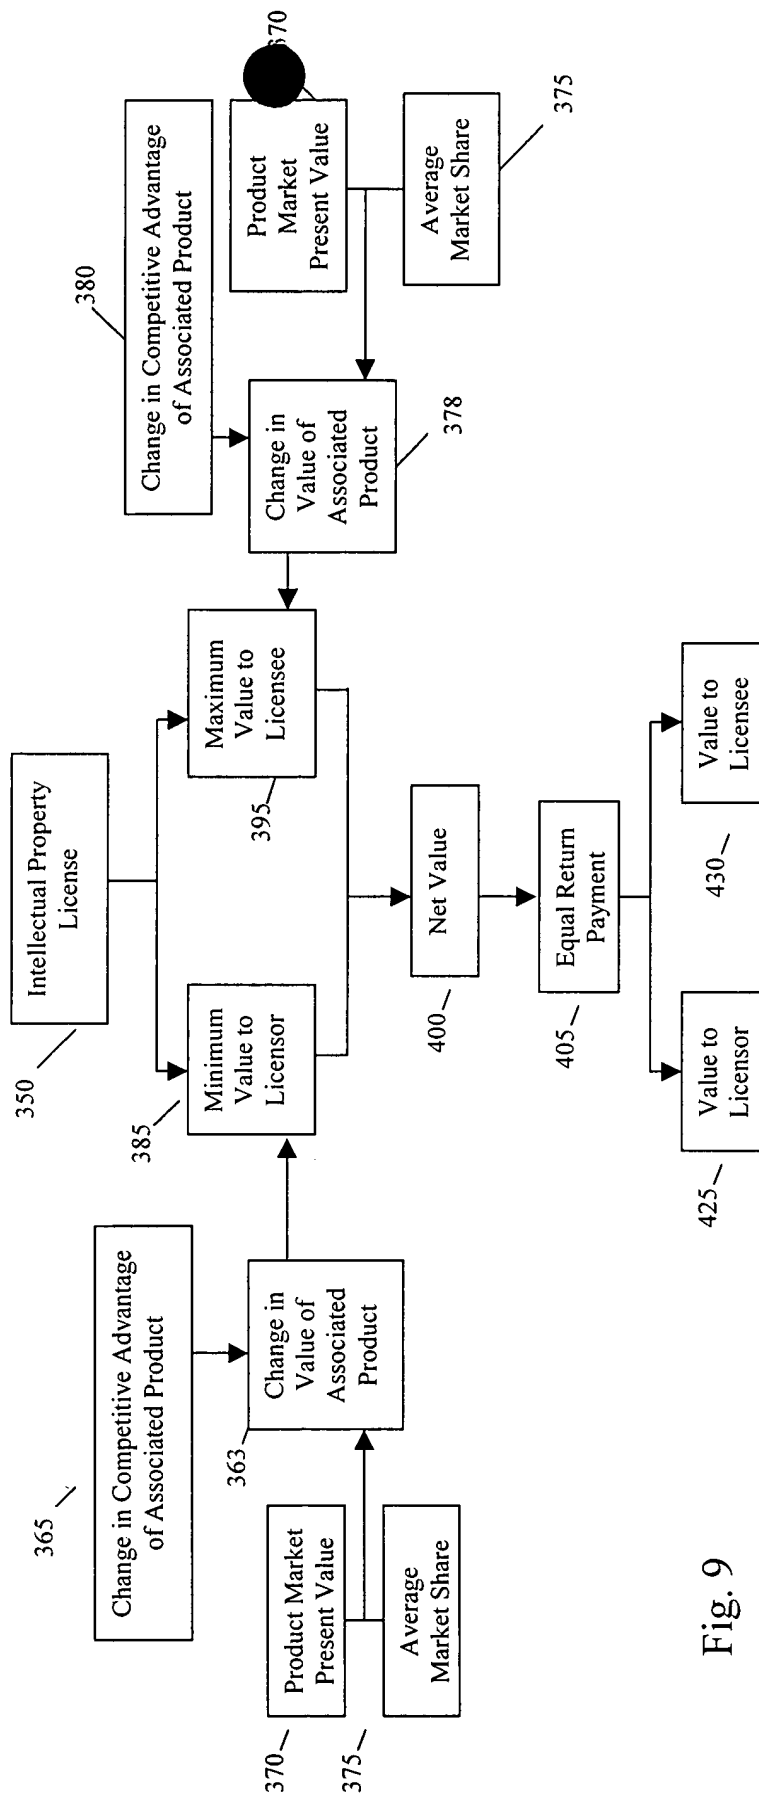 350
Intellectual Property
License
365
Change in Competitive Advantage
of Associated Product
380
Change in Competitive Advantage
of Associated Product
385
Minimum
Value to
Licensor
395
Maximum
Value to
Licensee
363
Change in
Value of
Associated
Product
378
Change in
Value of
Associated
Product
370
Product Market
Present Value
375
Average
Market Share
Product
Market
Present Value
375
Average
Market Share
400
Net Value
405
Equal Return
Payment
425
Value to
Licensor
430
Value to
Licensee
Fig. 9